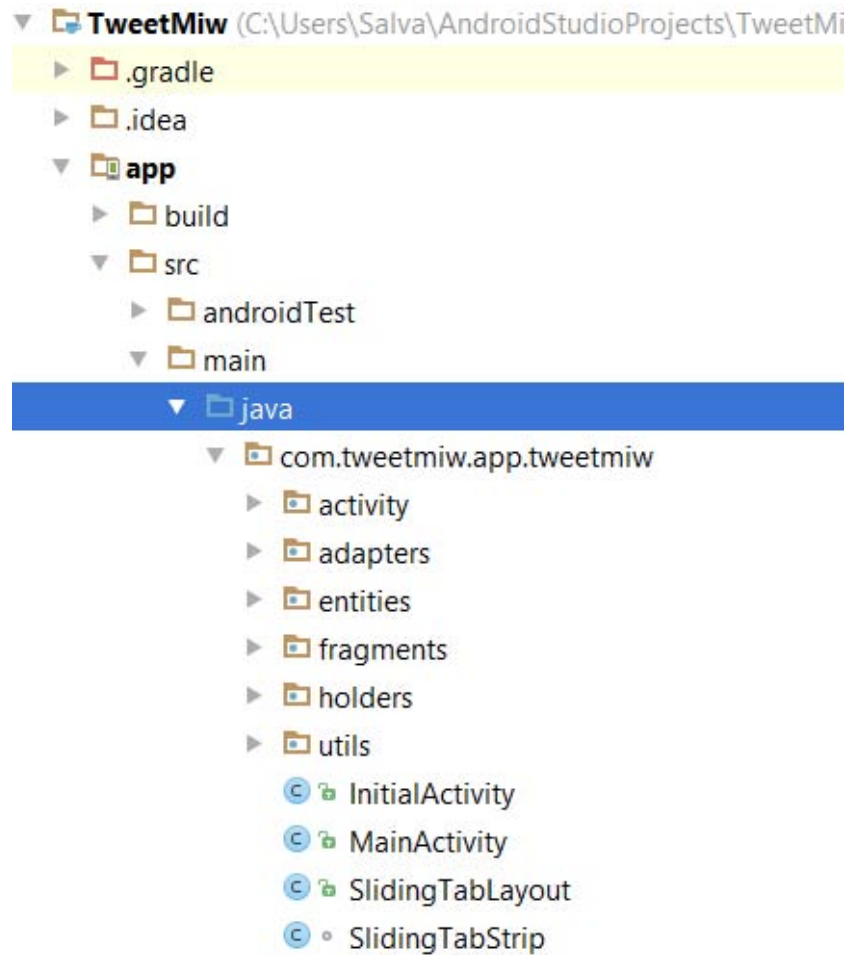 TweetMiw (C:\Users\Salva\AndroidStudioProjects\TweetMi
.gradle
.idea
app
build
src
androidTest
main
java
com.tweetmiw.app.tweetmiw
activity
adapters
entities
fragments
holders
utils
C InitialActivity
C MainActivity
C SlidingTabLayout
C SlidingTabStrip